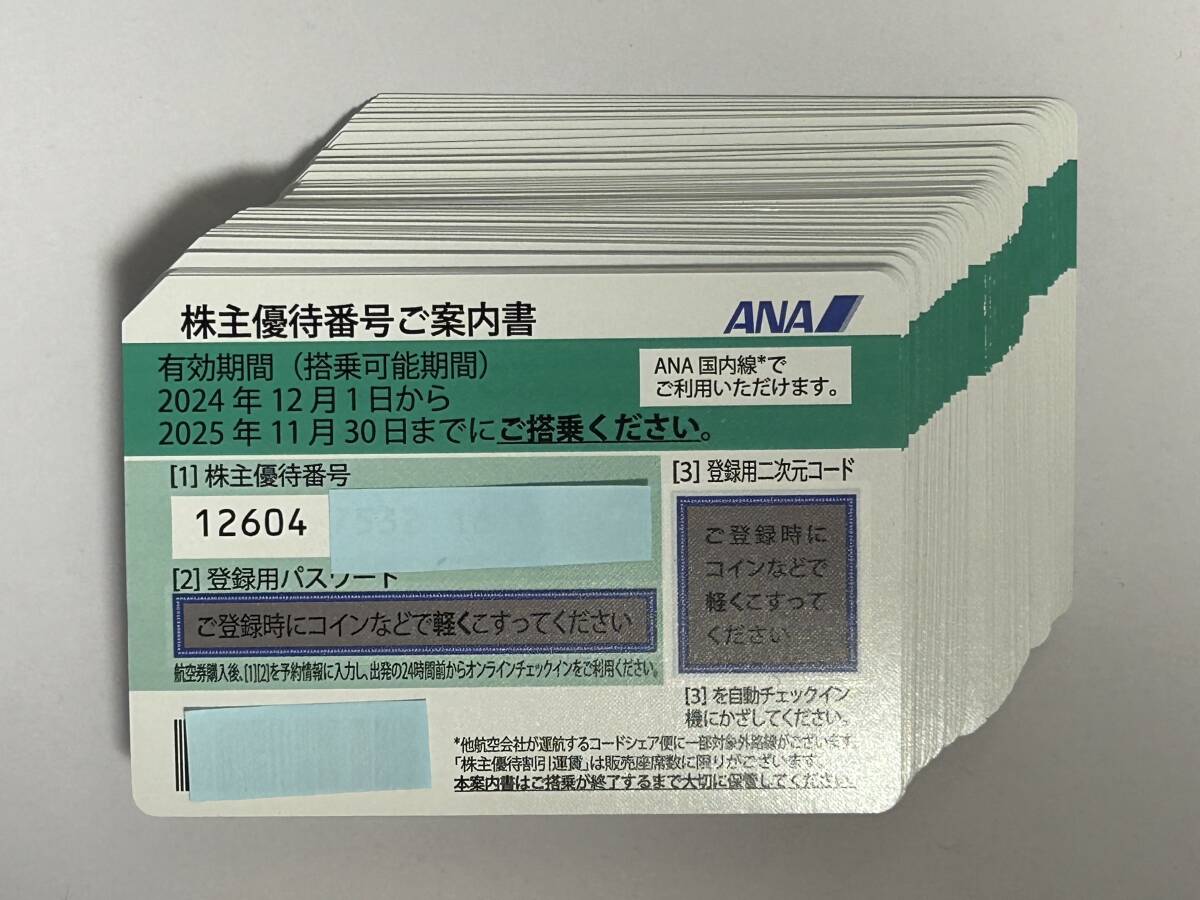 株主優待番号ご案内書
ANA
有効期間（搭乗可能期間）
2024年12月1日から
2025年11月30日までにご搭乗ください。
ANA国内線*で
ご利用いただけます。
[1] 株主優待番号
12604
[2] 登録用パスワード
ご登録時にコインなどで軽くこすってください
航空券購入後、[1][2]を予約情報に入力し、出発の24時間前からオンラインチェックインをご利用ください。
[3] 登録用二次元コード
ご登録時に
コインなどで
軽くこすって
ください
[3] を自動チェックイン
機にかざしてください。
*他航空会社が運航するコードシェア便に一部対象外路線がございます。
「株主優待割引運賃」は販売座席数に限りがございます。
本案内書はご搭乗が終了するまで大切に保管してください。